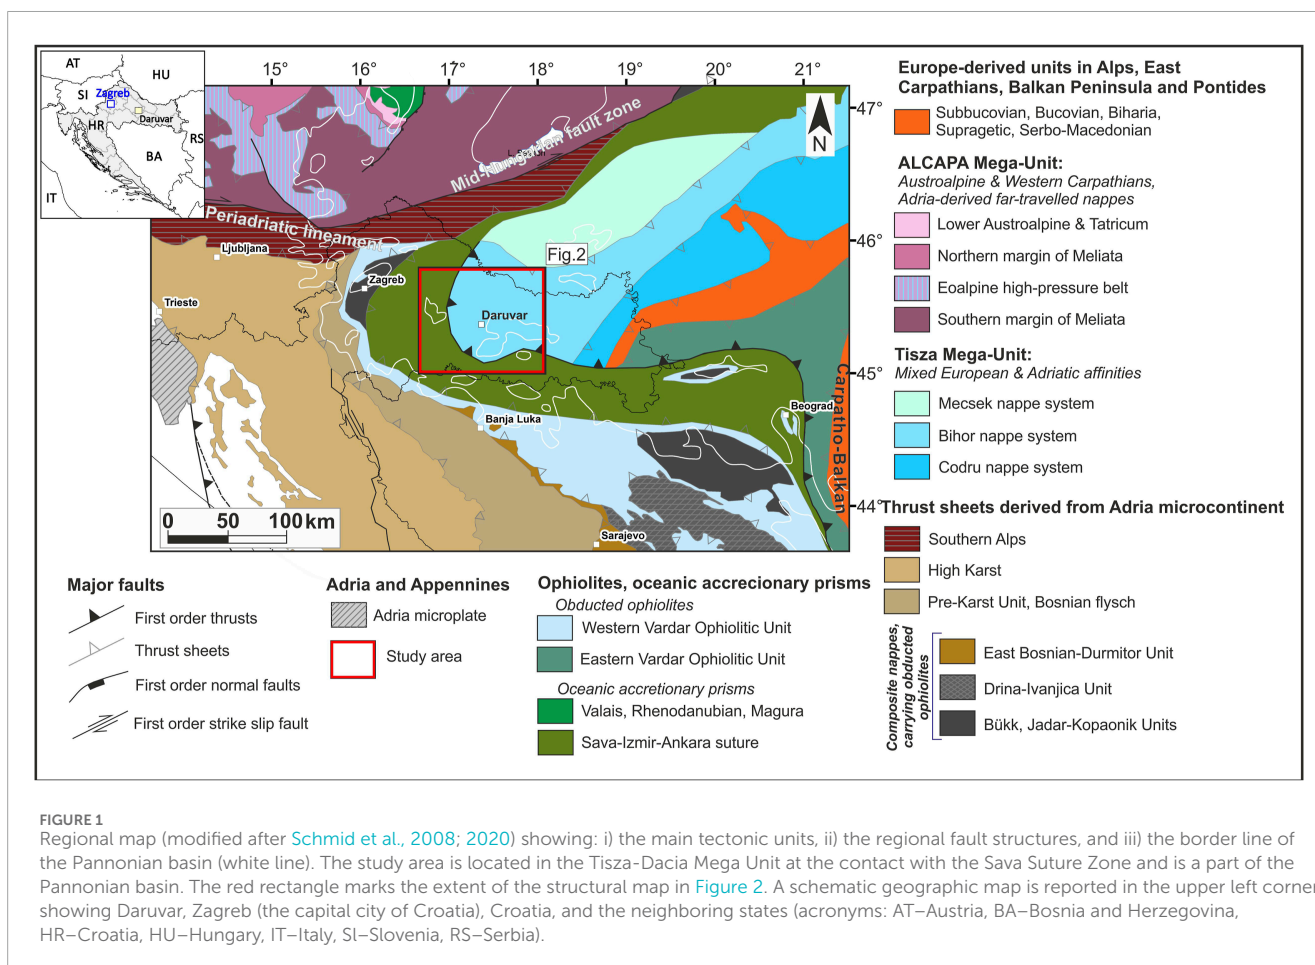 AT
HU
SI
Zagreb
Daruvar
HR
RS
BA
IT
15°
16°
17°
18°
19°
20°
21°
47°
46°
45°
44°
N
Mid-Hungarian fault zone
Periadriatic lineament
Ljubljana
Zagreb
Trieste
Fig.2
Daruvar
Banja Luka
Beograd
Sarajevo
Carpatho-Balkan
0 50 100 km
Europe-derived units in Alps, East
Carpathians, Balkan Peninsula and Pontides
Subbucovian, Bucovian, Biharia,
Supragetic, Serbo-Macedonian
ALCAPA Mega-Unit:
Austroalpine & Western Carpathians,
Adria-derived far-travelled nappes
Lower Austroalpine & Tatricum
Northern margin of Meliata
Eoalpine high-pressure belt
Southern margin of Meliata
Tisza Mega-Unit:
Mixed European & Adriatic affinities
Mecsek nappe system
Bihor nappe system
Codru nappe system
Thrust sheets derived from Adria microcontinent
Southern Alps
High Karst
Pre-Karst Unit, Bosnian flysch
Composite nappes,
carrying obducted
ophiolites
East Bosnian-Durmitor Unit
Drina-Ivanjica Unit
Bükk, Jadar-Kopaonik Units
Major faults
First order thrusts
Thrust sheets
First order normal faults
First order strike slip fault
Adria and Appennines
Adria microplate
Study area
Ophiolites, oceanic accrecionary prisms
Obducted ophiolites
Western Vardar Ophiolitic Unit
Eastern Vardar Ophiolitic Unit
Oceanic accretionary prisms
Valais, Rhenodanubian, Magura
Sava-Izmir-Ankara suture
FIGURE 1
Regional map (modified after Schmid et al., 2008; 2020) showing: i) the main tectonic units, ii) the regional fault structures, and iii) the border line of
the Pannonian basin (white line). The study area is located in the Tisza-Dacia Mega Unit at the contact with the Sava Suture Zone and is a part of the
Pannonian basin. The red rectangle marks the extent of the structural map in Figure 2. A schematic geographic map is reported in the upper left corner
showing Daruvar, Zagreb (the capital city of Croatia), Croatia, and the neighboring states (acronyms: AT–Austria, BA–Bosnia and Herzegovina,
HR–Croatia, HU–Hungary, IT–Italy, Sl–Slovenia, RS–Serbia).